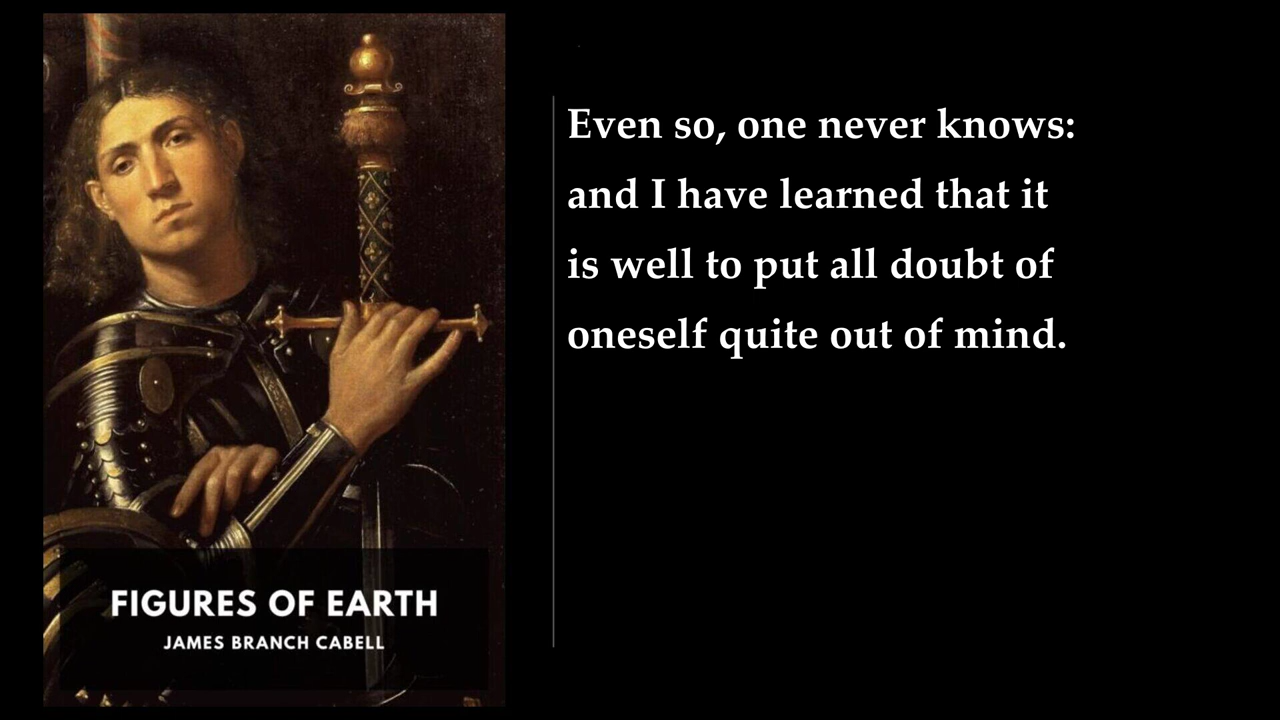 FIGURES OF EARTH
JAMES BRANCH CABELL
Even so, one never knows:
and I have learned that it
is well to put all doubt of
oneself quite out of mind.